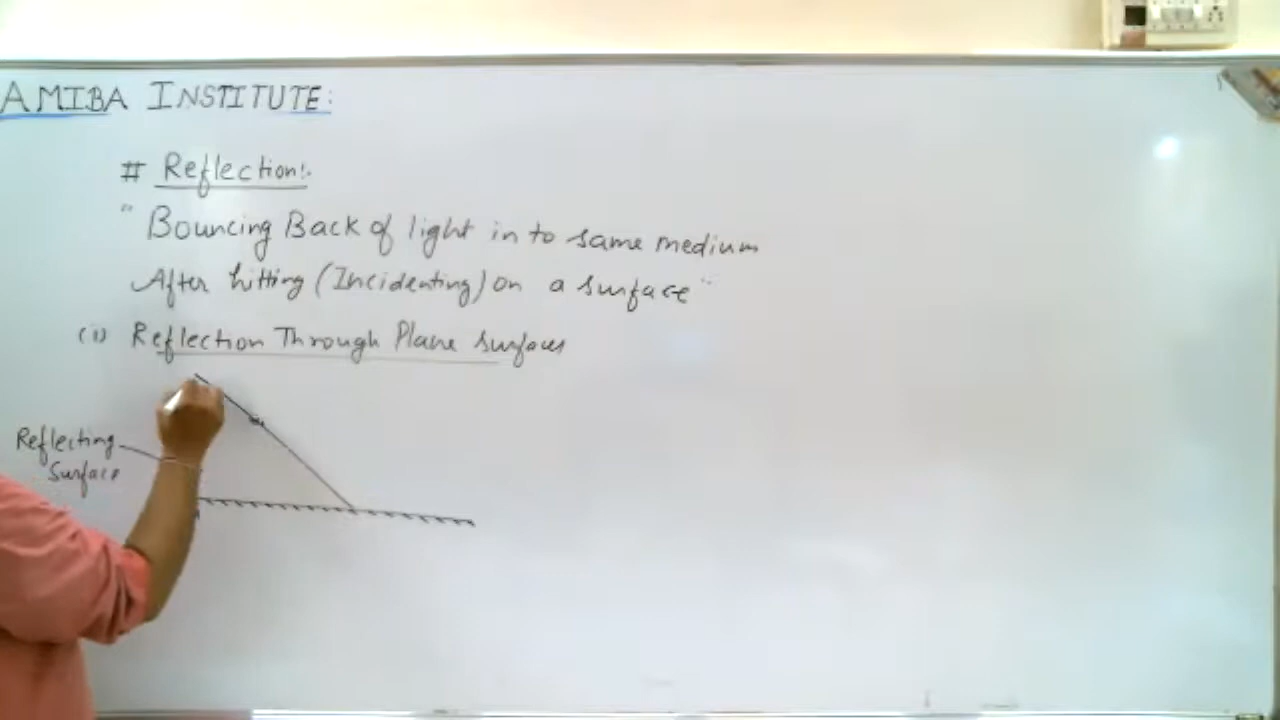 AMIBA INSTITUTE:
# Reflection:-
"Bouncing Back of light in to same medium
After hitting (Incidenting) on a surface"
(i) Reflection Through Plane surfaces
Reflecting
Surface